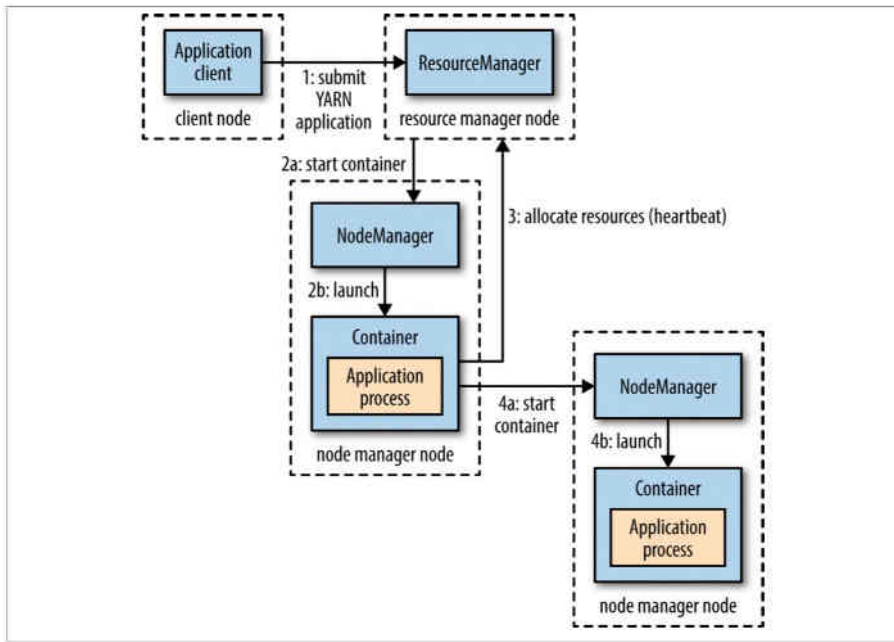 Application
client
client node
1: submit
YARN
application
ResourceManager
resource manager node
2a: start container
NodeManager
2b: launch
Container
Application
process
node manager node
3: allocate resources (heartbeat)
4a: start
container
NodeManager
4b: launch
Container
Application
process
node manager node